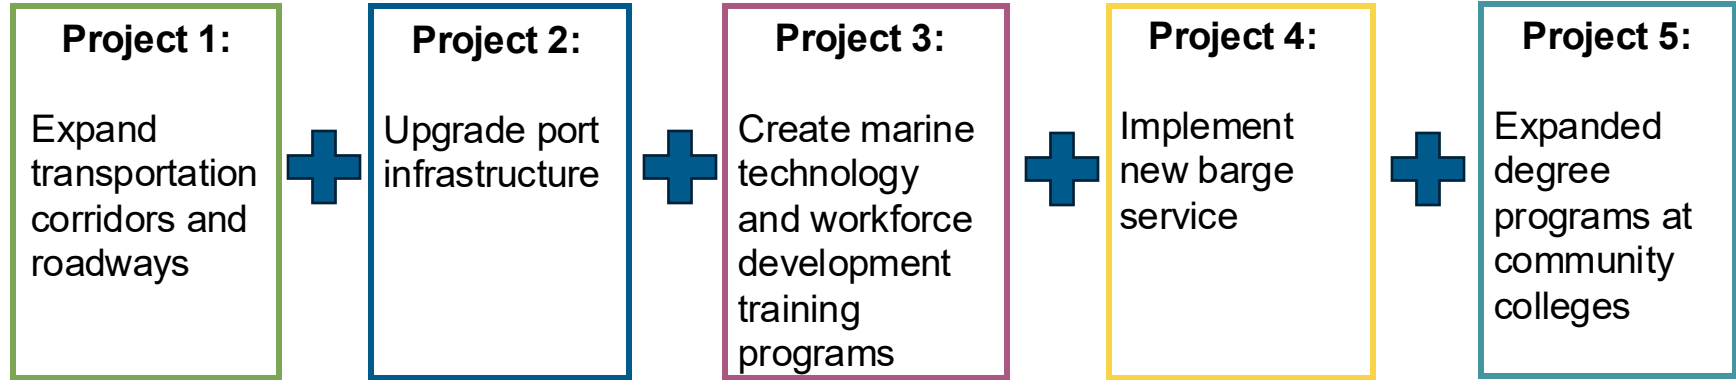 Project 1:
Expand
transportation
corridors and
roadways
Project 2:
Upgrade port
infrastructure
Project 3:
Create marine
technology
and workforce
development
training
programs
Project 4:
Implement
new barge
service
Project 5:
Expanded
degree
programs at
community
colleges